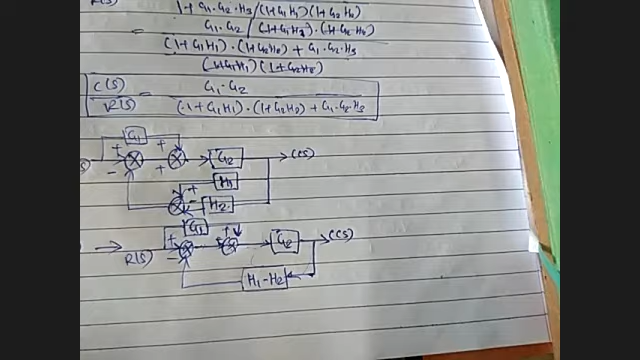 R(S)
1+G1.G2.H3/(1+G1H1)(1+G2H2)
= G1.G2/(1+G1H1).(1+G2H2)
(1+G1H1).(1+G2H2)+G1.G2.H3
(1+G1H1)(1+G2H2)
C(S)/R(S) = G1.G2
(1+G1H1).(1+G2H2)+G1.G2.H3
G1
+ + - + G2 C(S)
+ H1
- H2
G1
R(S) + - + G2 C(S)
H1-H2